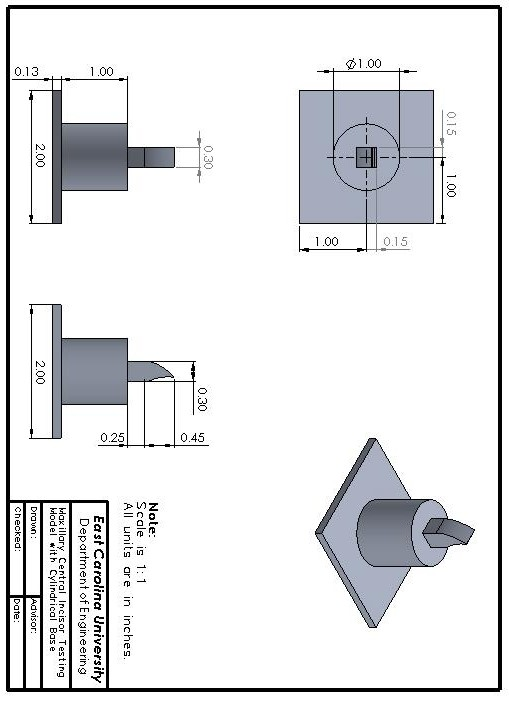 0.13
1.00
2.00
0.30
⌀1.00
0.15
1.00
1.00
0.15
2.00
0.30
0.25
0.45
Note:
Scale is 1:1
All units are in inches.
East Carolina University
Department of Engineering
Maxillary Central Incisor Testing
Model with Cylindrical Base
Drawn:
Advisor:
Checked:
Date: